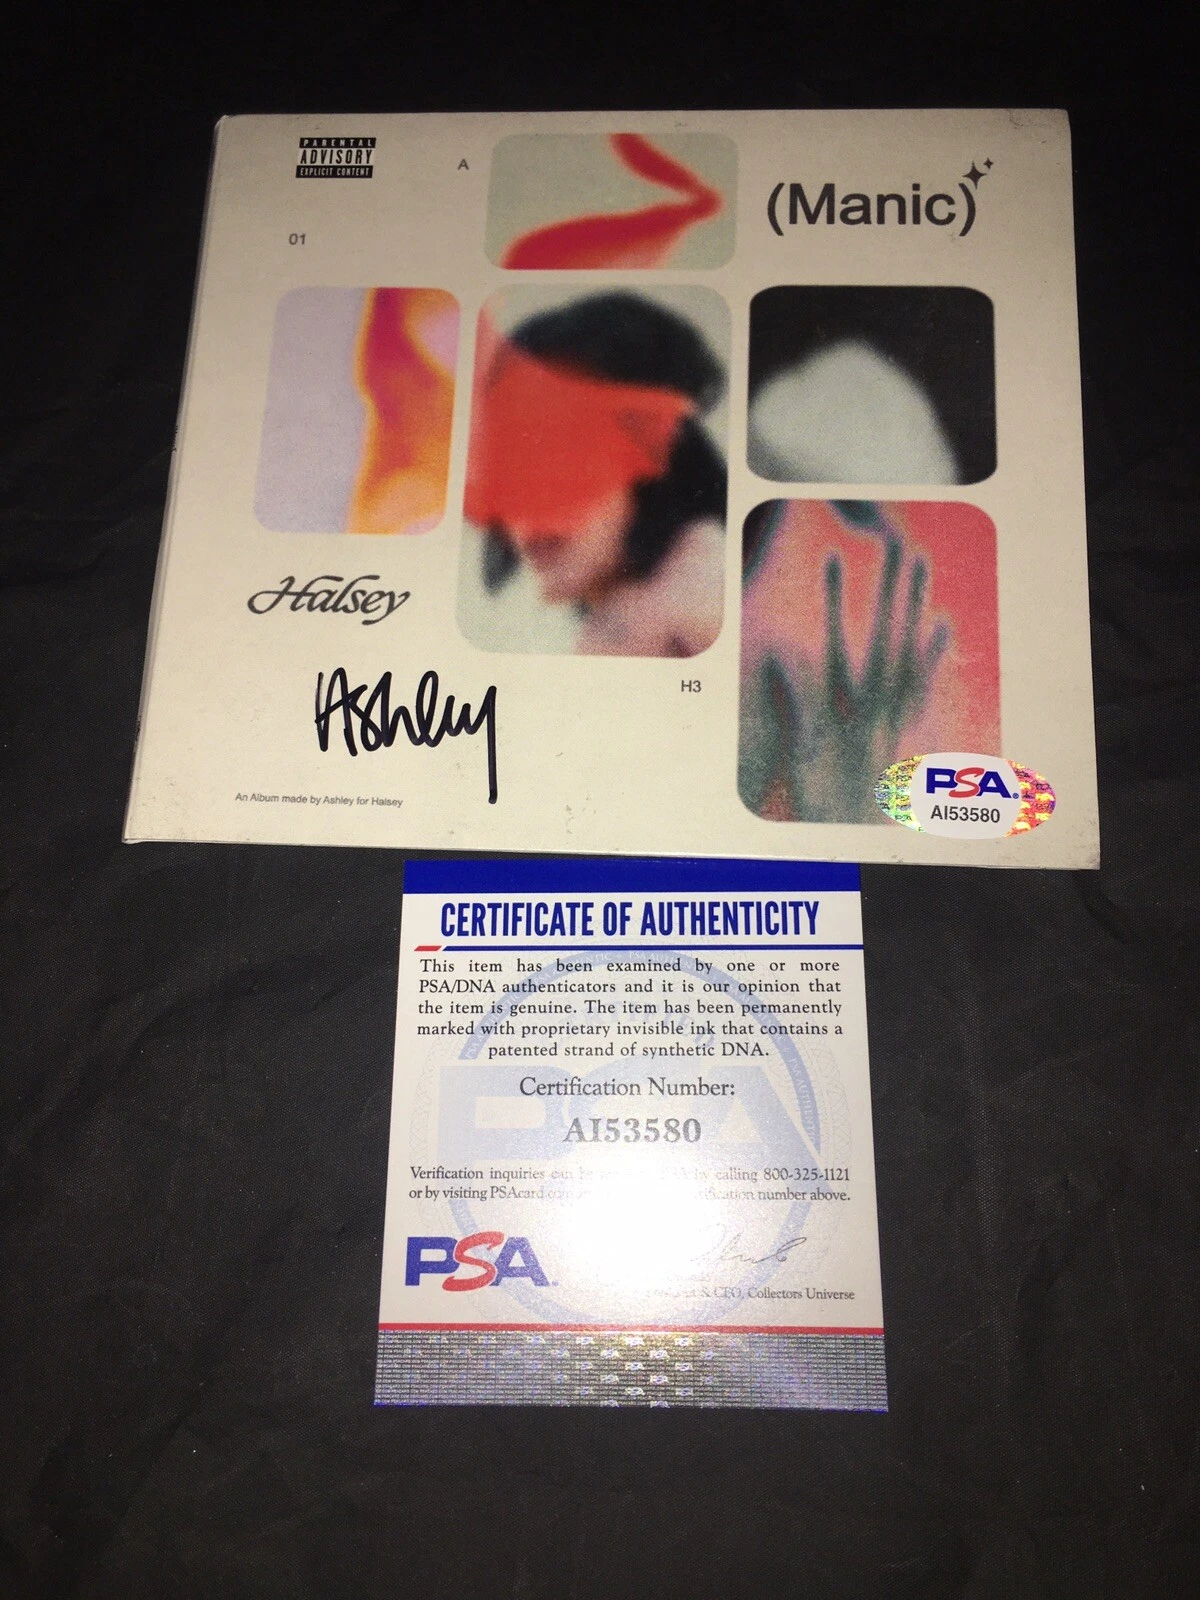 PARENTAL
ADVISORY
EXPLICIT CONTENT
A
(Manic)
01
Halsey
Ashley
H3
An Album made by Ashley for Halsey
PSA
AI53580
CERTIFICATE OF AUTHENTICITY
This item has been examined by one or more
PSA/DNA authenticators and it is our opinion that
the item is genuine. The item has been permanently
marked with proprietary invisible ink that contains a
patented strand of synthetic DNA.
Certification Number:
AI53580
Verification inquiries can be by calling 800-325-1121
or by visiting number above.
PSA
& CEO, Collectors Universe